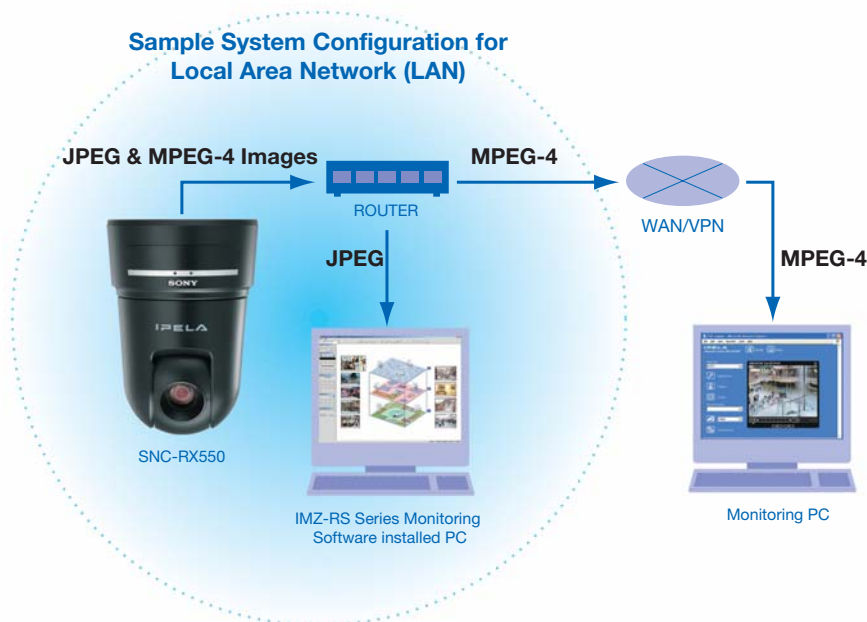 Sample System Configuration for
Local Area Network (LAN)
JPEG & MPEG-4 Images
MPEG-4
ROUTER
WAN/VPN
JPEG
MPEG-4
SONY
IPELA
SNC-RX550
IPELA
IMZ-RS Series Monitoring
Software installed PC
Monitoring PC